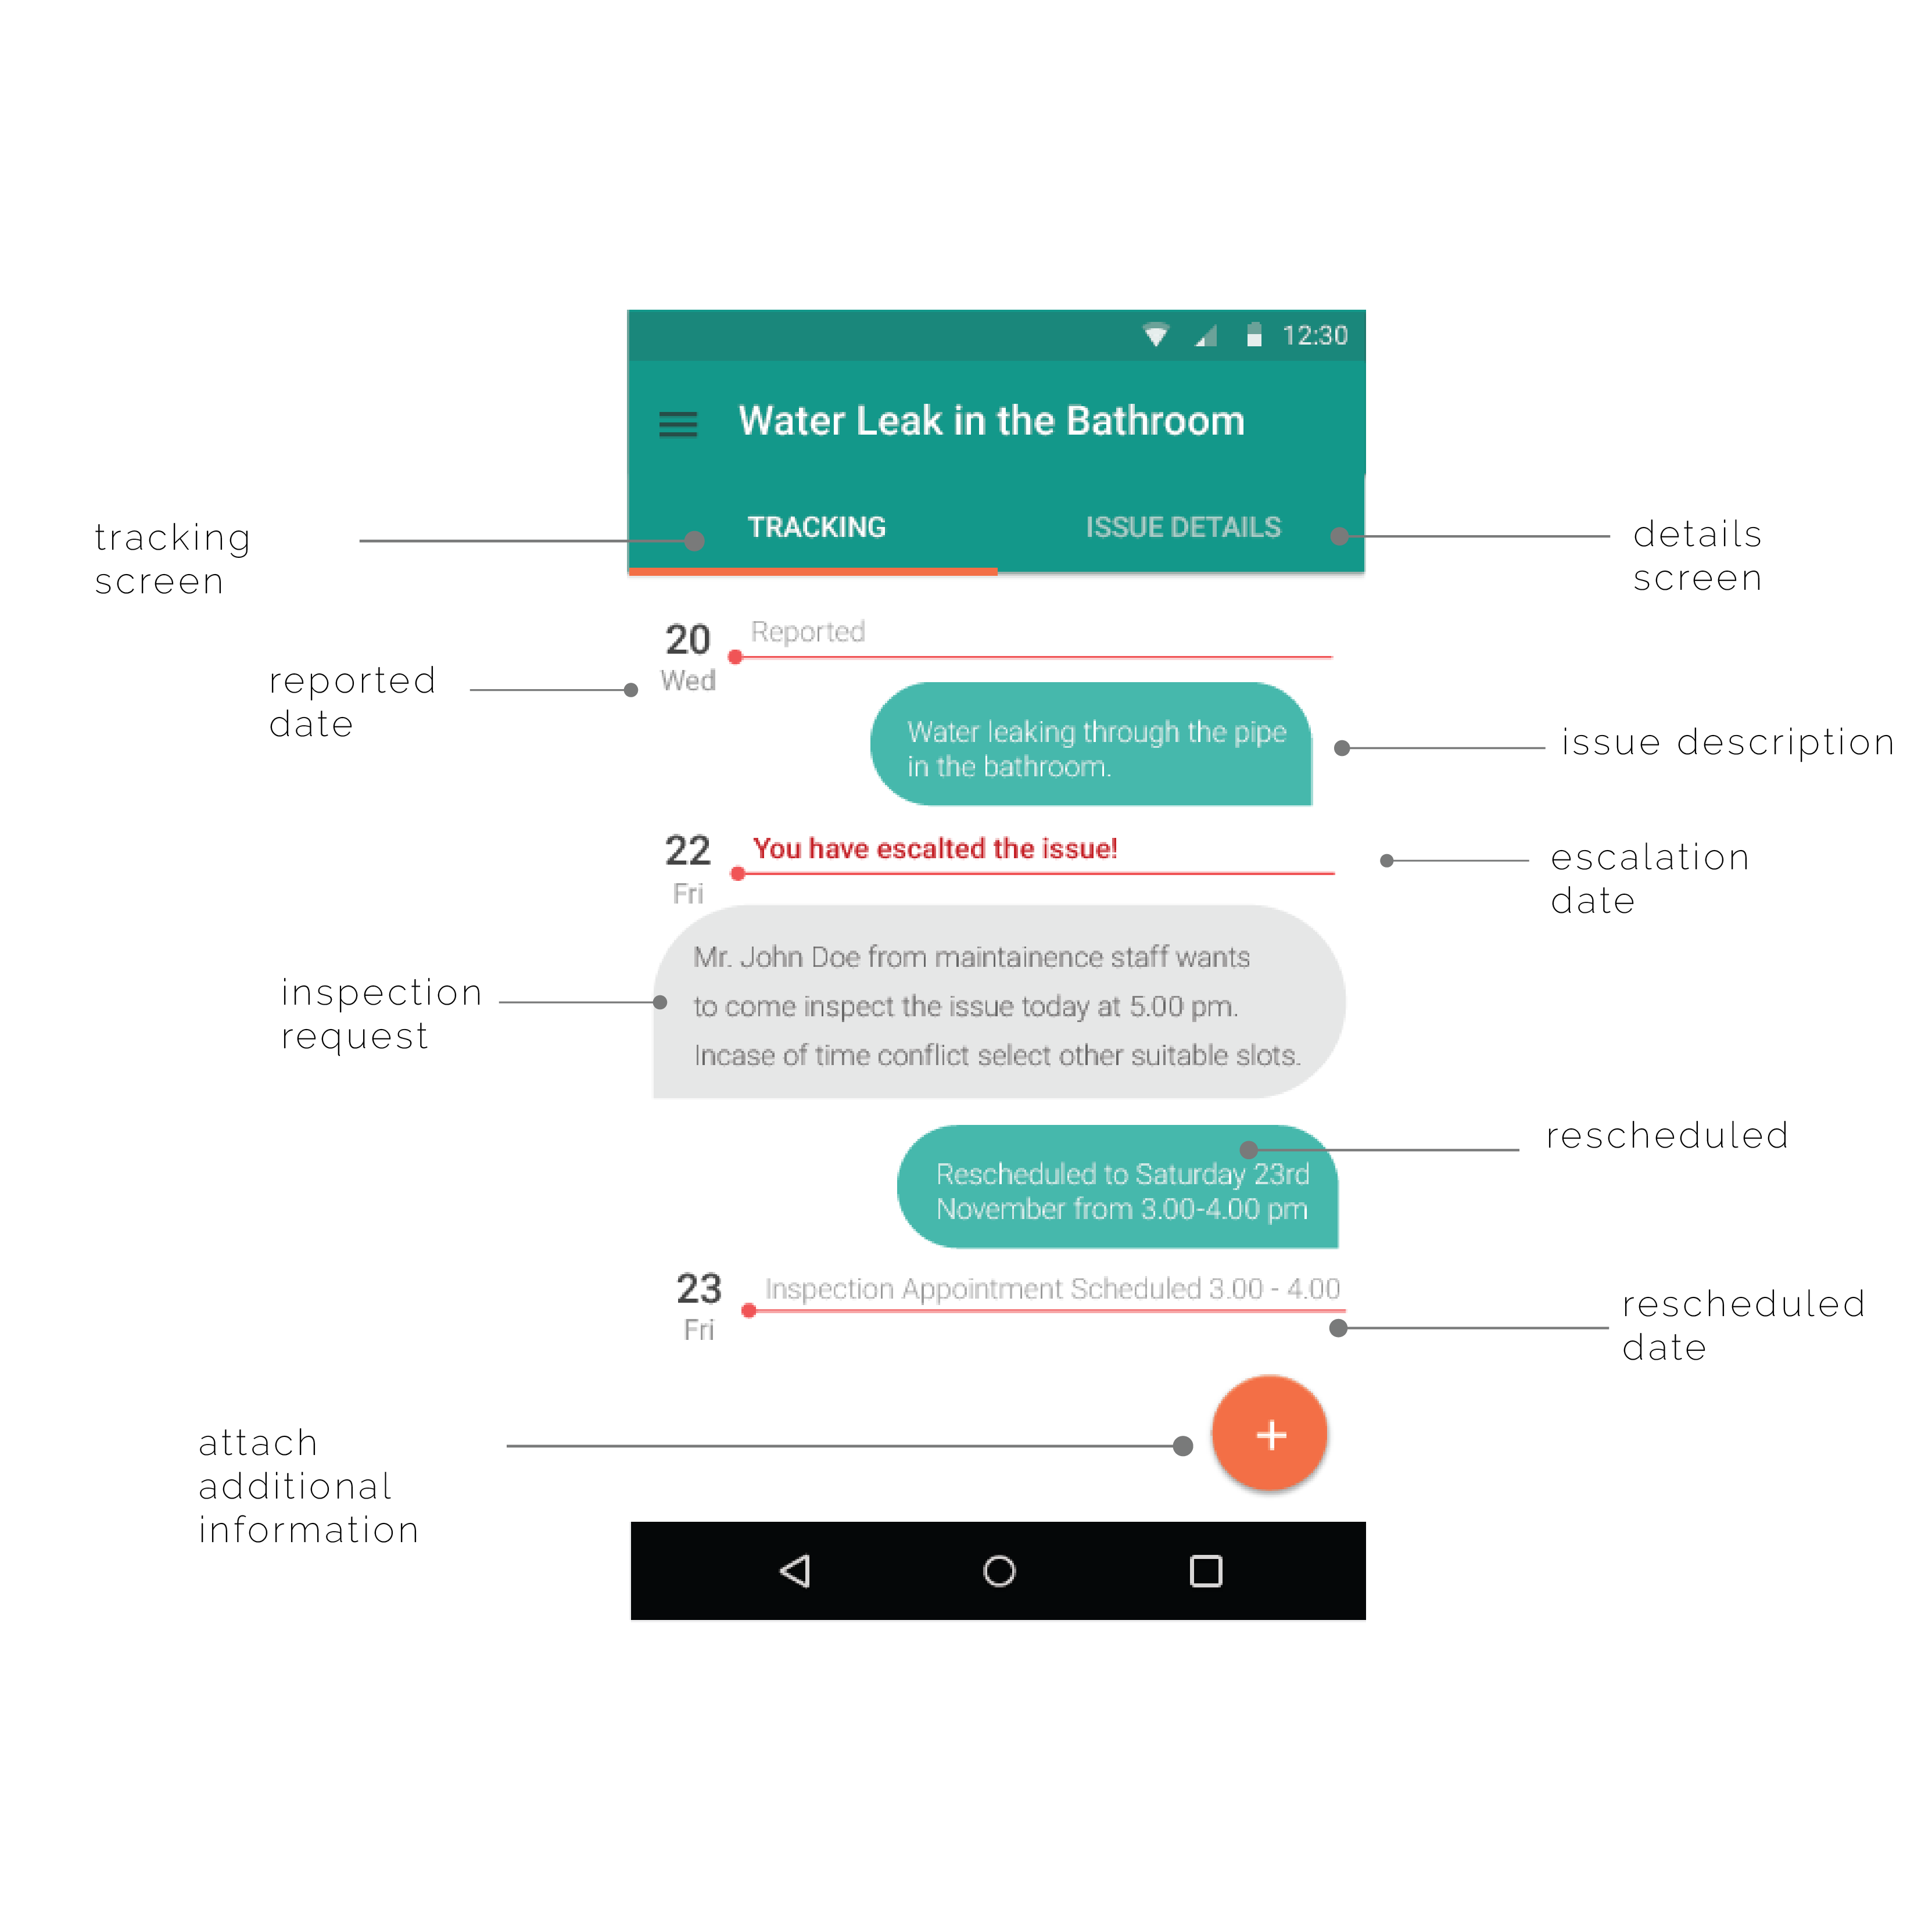 12:30
Water Leak in the Bathroom
TRACKING
ISSUE DETAILS
tracking
screen
details
screen
20
Reported
Wed
reported
date
Water leaking through the pipe
in the bathroom.
issue description
22
You have escalted the issue!
Fri
escalation
date
Mr. John Doe from maintainence staff wants
to come inspect the issue today at 5.00 pm.
Incase of time conflict select other suitable slots.
inspection
request
Rescheduled to Saturday 23rd
November from 3.00-4.00 pm
rescheduled
23
Inspection Appointment Scheduled 3.00 - 4.00
Fri
rescheduled
date
+
attach
additional
information